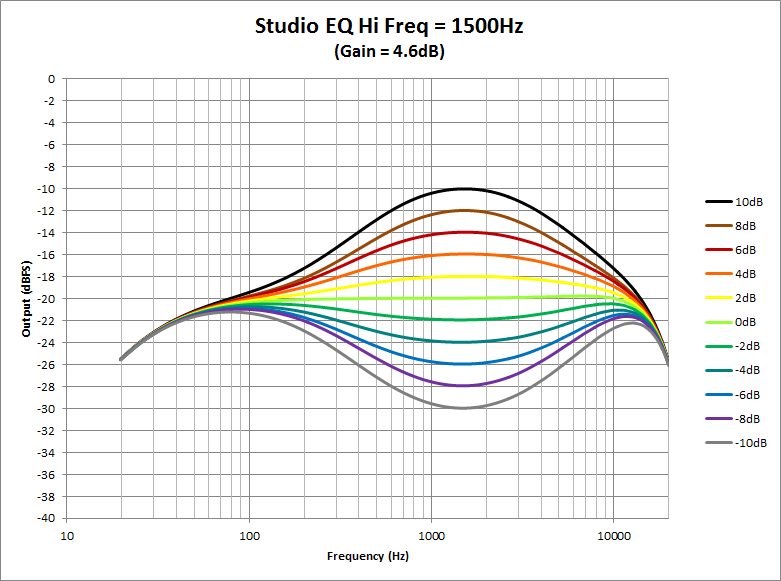 Studio EQ Hi Freq = 1500Hz
(Gain = 4.6dB)
Output (dBFS)
0
-2
-4
-6
-8
-10
-12
-14
-16
-18
-20
-22
-24
-26
-28
-30
-32
-34
-36
-38
-40
10
100
1000
10000
Frequency (Hz)
10dB
8dB
6dB
4dB
2dB
0dB
-2dB
-4dB
-6dB
-8dB
-10dB